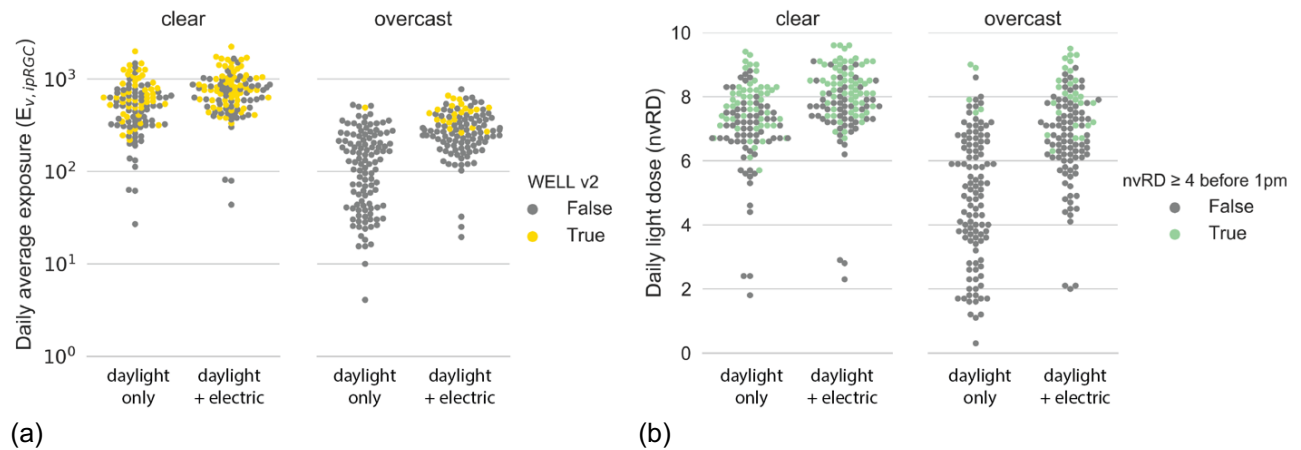 clear
overcast
Daily average exposure (Ev,ipRGC)
10³
10²
10¹
10⁰
daylight
only
daylight
+ electric
daylight
only
daylight
+ electric
WELL v2
False
True
(a)
clear
overcast
Daily light dose (nvRD)
10
8
6
4
2
0
daylight
only
daylight
+ electric
daylight
only
daylight
+ electric
nvRD ≥ 4 before 1pm
False
True
(b)